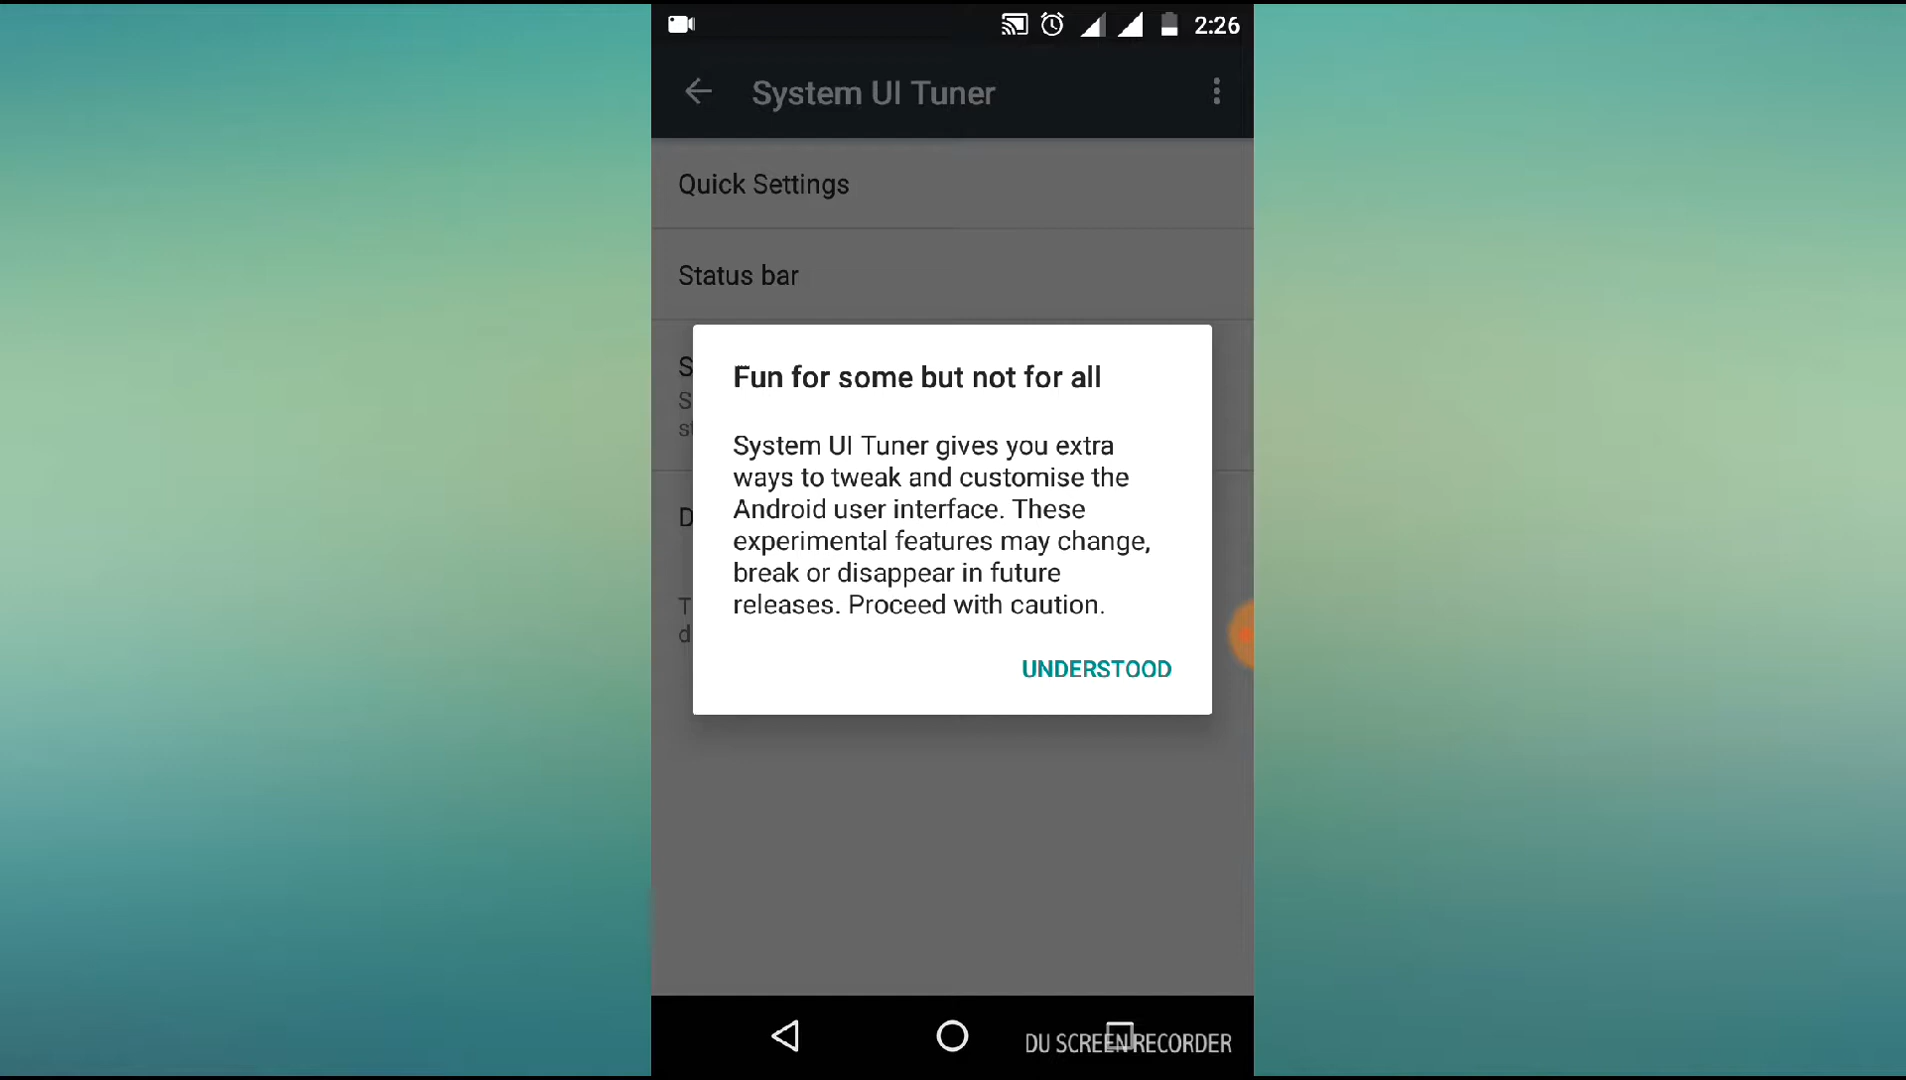 2:26
System UI Tuner
Quick Settings
Status bar
S
S
st
D
T
d
Fun for some but not for all
System UI Tuner gives you extra
ways to tweak and customise the
Android user interface. These
experimental features may change,
break or disappear in future
releases. Proceed with caution.
UNDERSTOOD
DU SCREEN RECORDER